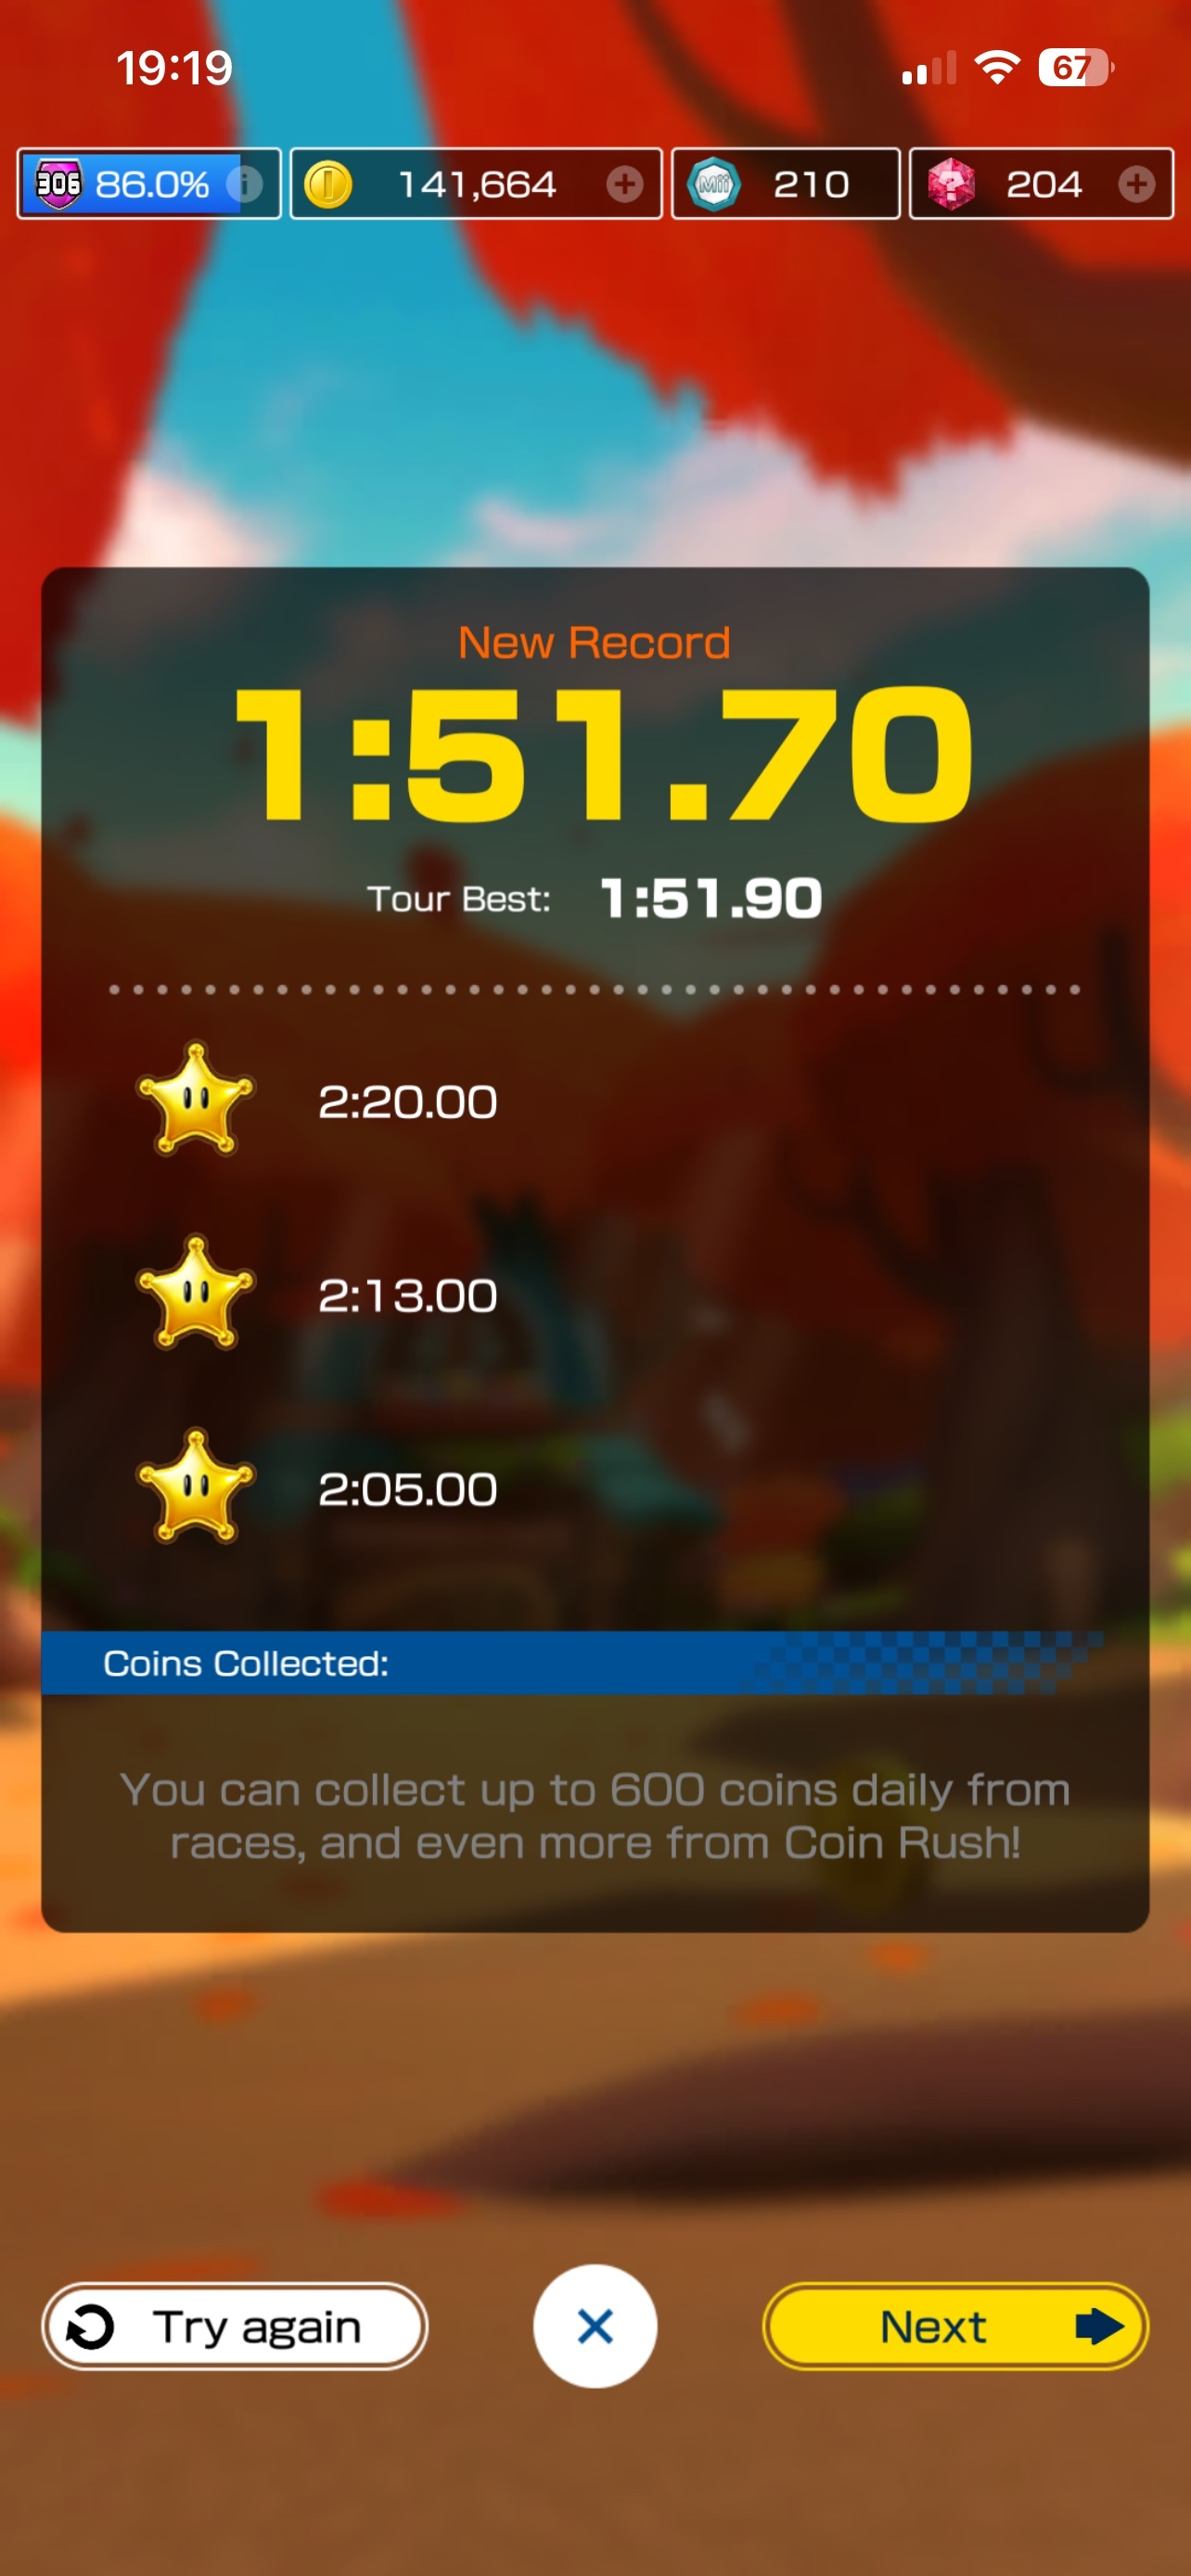 19:19
67
306 86.0% i 141,664 Mii 210 ? 204
New Record
1:51.70
Tour Best: 1:51.90
2:20.00
2:13.00
2:05.00
Coins Collected:
You can collect up to 600 coins daily from
races, and even more from Coin Rush!
Try again
Next